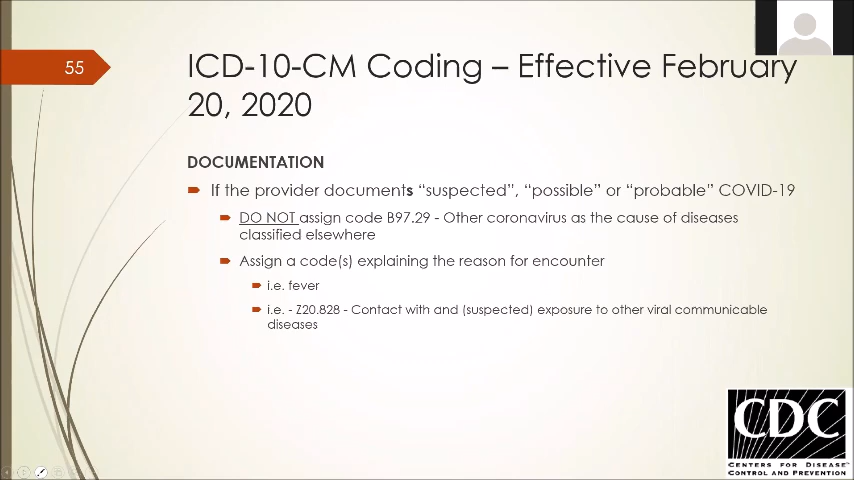 55
ICD-10-CM Coding – Effective February
20, 2020
DOCUMENTATION
If the provider documents “suspected”, “possible” or “probable” COVID-19
DO NOT assign code B97.29 - Other coronavirus as the cause of diseases
classified elsewhere
Assign a code(s) explaining the reason for encounter
i.e. fever
i.e. - Z20.828 - Contact with and (suspected) exposure to other viral communicable
diseases
CDC
CENTERS FOR DISEASE™
CONTROL AND PREVENTION